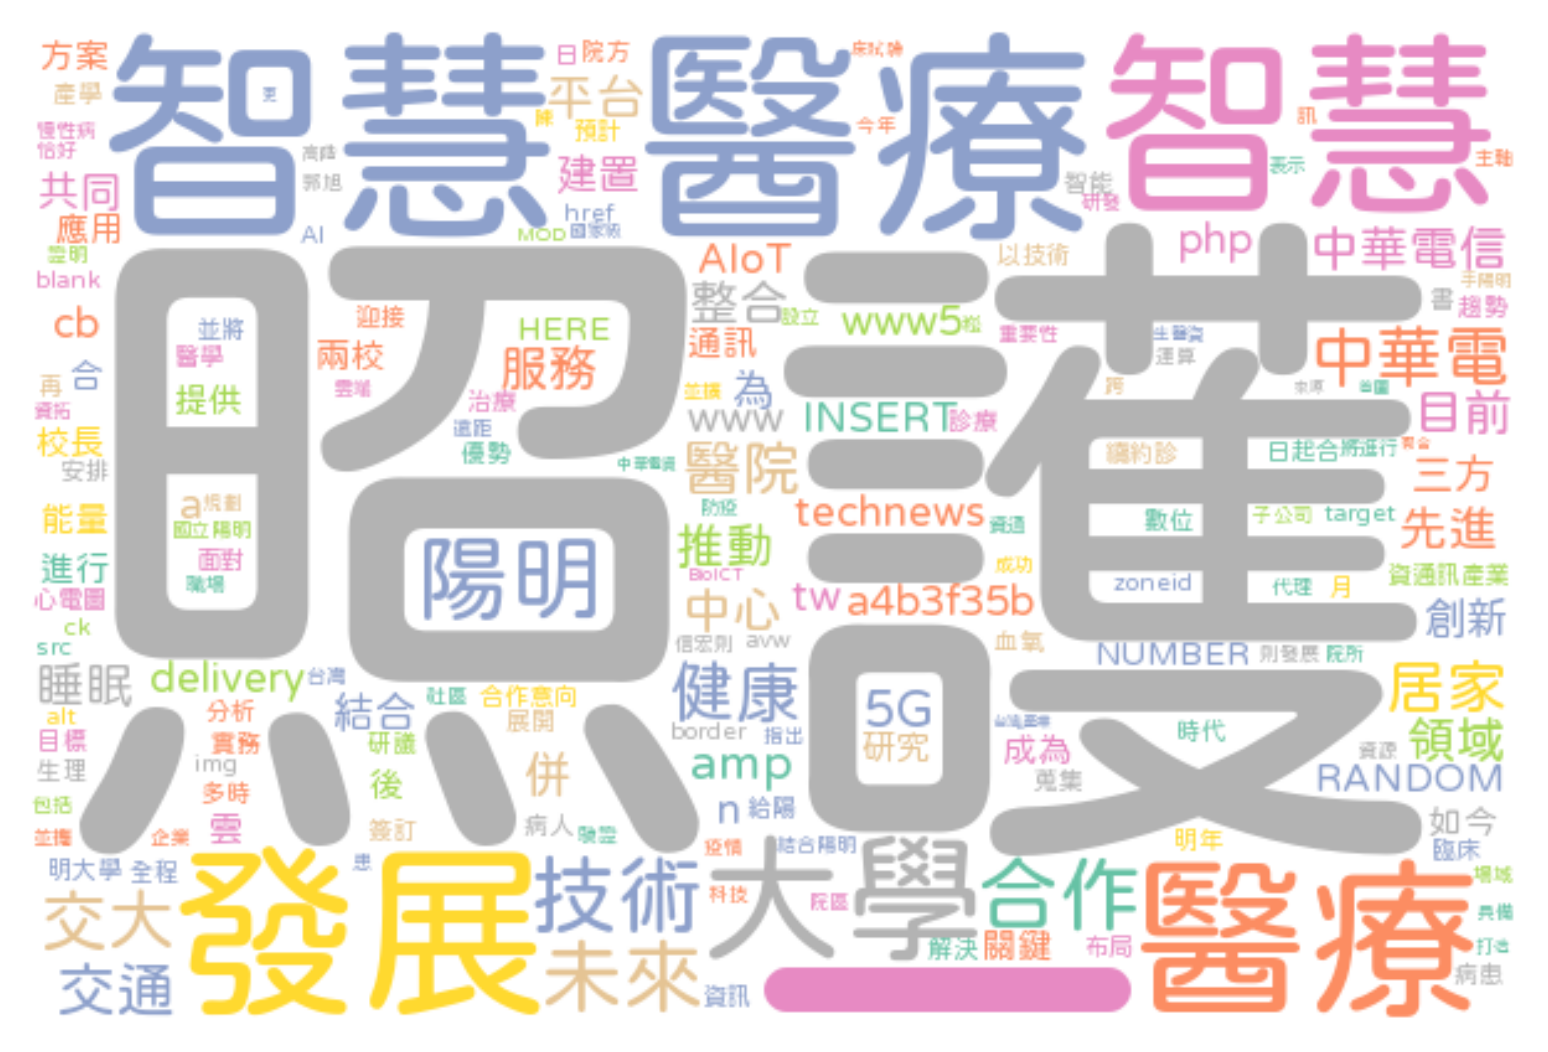 方案
智慧醫療
日
院方
智慧
產學
更
平台
慢性病
預計
今年
訊
恰好
建置
表示
主軸
共同
郭旭
智能
研發
應用
AI
href
MOD
國家級
證明
照護
AIoT
以技術
php
中華電信
blank
整合
手陽明
書
趨勢
cb
並將
迎接
HERE
設立
www5
重要性
生醫資
中華電
醫學
兩校
服務
通訊
運算
合
再
雲端
並擴
為
跨
提供
治療
www
INSERT
診療
目前
資拓
遠距
校長
優勢
醫院
續約診
日起合
將進行
三方
安排
a
規劃
防疫
technews
資通
數位
子公司
target
先進
能量
國立陽明
陽明
推動
面對
BioICT
成功
進行
職場
zoneid
代理
月
資通訊產業
心電圖
中心
tw
a4b3f35b
創新
ck
信宏則
avw
血氧
src
NUMBER
則發展
院所
睡眠
delivery
台灣
健康
5G
居家
結合
社區
合作意向
alt
分析
展開
border
指出
研究
時代
領域
目標
實務
研議
成為
資源
生理
img
後
併
amp
蒐集
RANDOM
包括
多時
n
給陽
並攜
企業
雲
簽訂
病人
驗證
明年
如今
臨床
明大學
全程
患
疫情
結合陽明
場域
交大
發展
技術
科技
大學
院區
合作
醫療
具備
交通
未來
解決
關鍵
布局
打造
資訊
病患